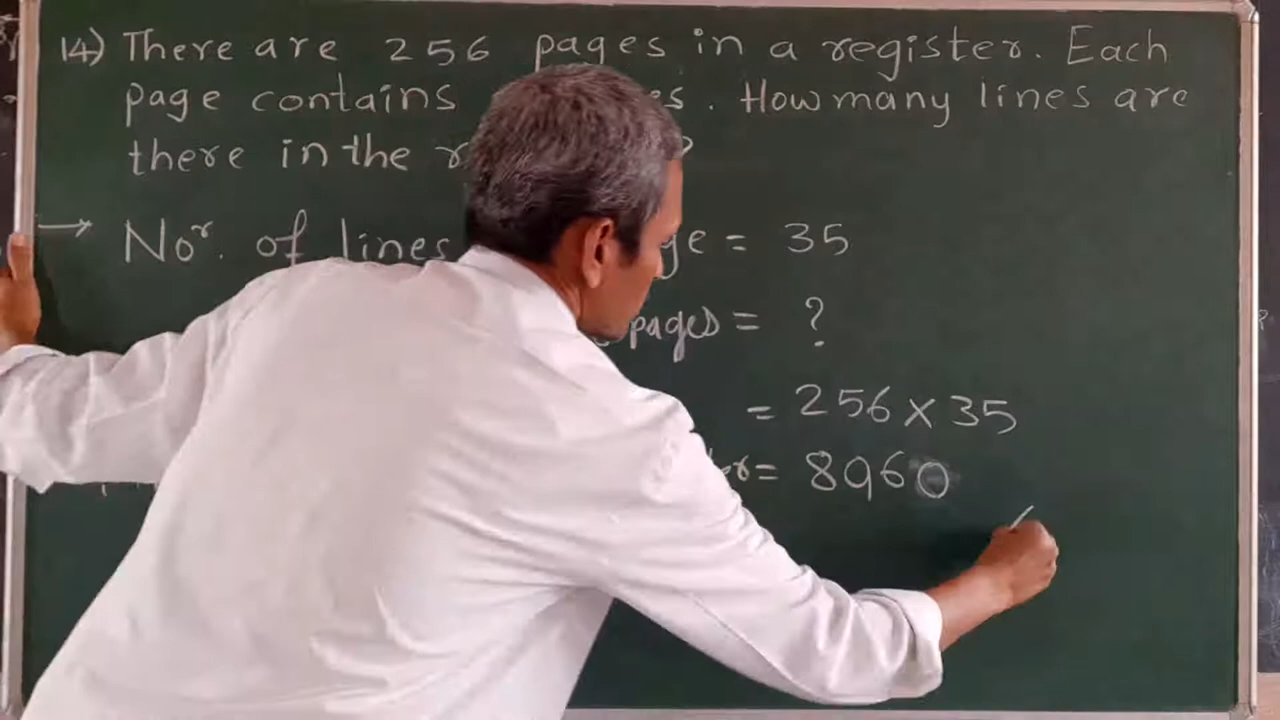 14) There are 256 pages in a register. Each
page contains es. How many lines are
there in the r ?
→ Noʳ. of lines ge = 35
pages = ?
= 256 × 35
er = 8960